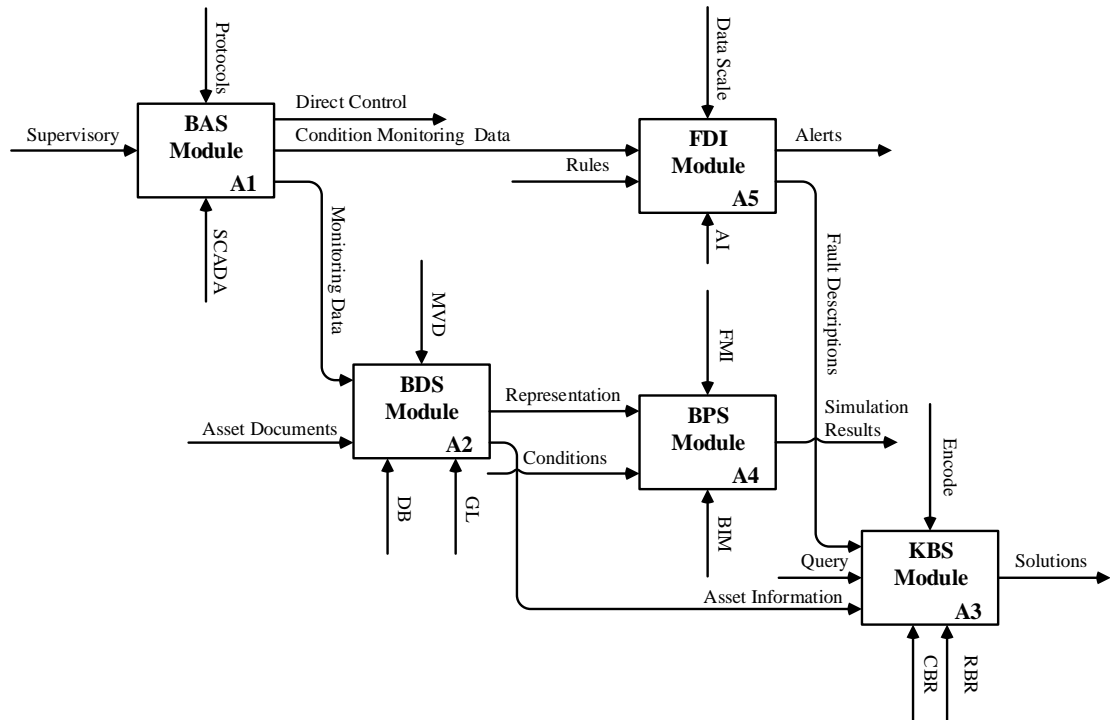 Protocols
Data Scale
Direct Control
BAS
Module
A1
Supervisory
Condition Monitoring Data
FDI
Module
A5
Alerts
Rules
SCADA
Monitoring Data
AI
Fault Descriptions
MVD
FMI
BDS
Module
A2
Representation
BPS
Module
A4
Simulation
Results
Asset Documents
Conditions
Encode
DB
GL
BIM
KBS
Module
A3
Query
Solutions
Asset Information
CBR
RBR